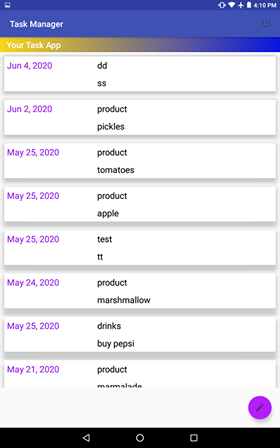 4:10 PM
Task Manager
Your Task App
Jun 4, 2020
dd
ss
Jun 2, 2020
product
pickles
May 25, 2020
product
tomatoes
May 25, 2020
product
apple
May 25, 2020
test
tt
May 24, 2020
product
marshmallow
May 25, 2020
drinks
buy pepsi
May 21, 2020
product
marmalade